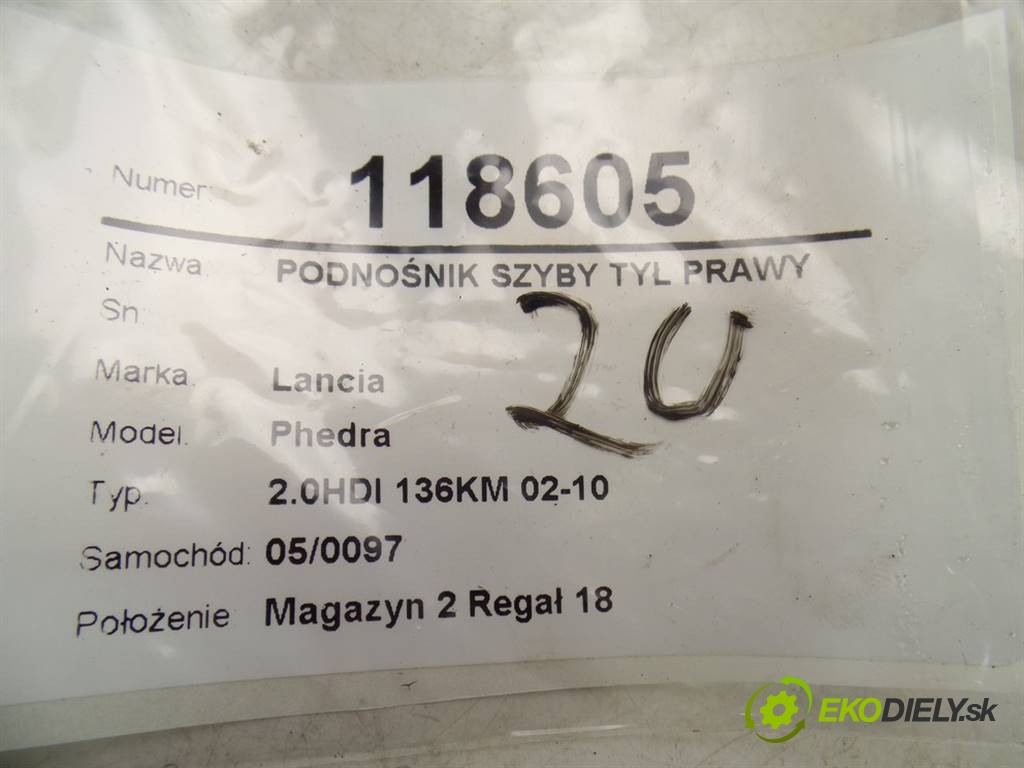 Numer: 118605
Nazwa: PODNOŚNIK SZYBY TYL PRAWY
Sn:
20
Marka: Lancia
Model: Phedra
Typ: 2.0HDI 136KM 02-10
Samochód: 05/0097
Położenie Magazyn 2 Regał 18
EKODIELY.sk